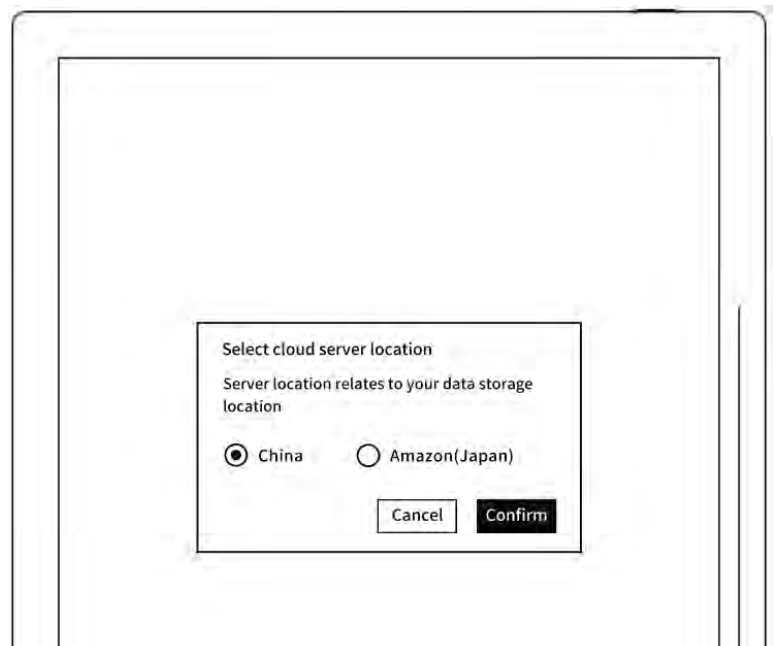 Select cloud server location
Server location relates to your data storage
location
China
Amazon(Japan)
Cancel
Confirm